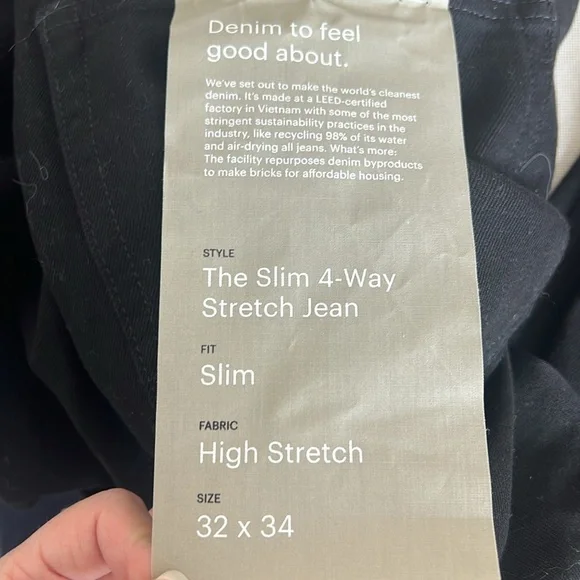 Denim to feel
good about.
We've set out to make the world's cleanest
denim. It's made at a LEED-certified
factory in Vietnam with some of the most
stringent sustainability practices in the
industry, like recycling 98% of its water
and air-drying all jeans. What's more:
The facility repurposes denim byproducts
to make bricks for affordable housing.
STYLE
The Slim 4-Way
Stretch Jean
FIT
Slim
FABRIC
High Stretch
SIZE
32 x 34